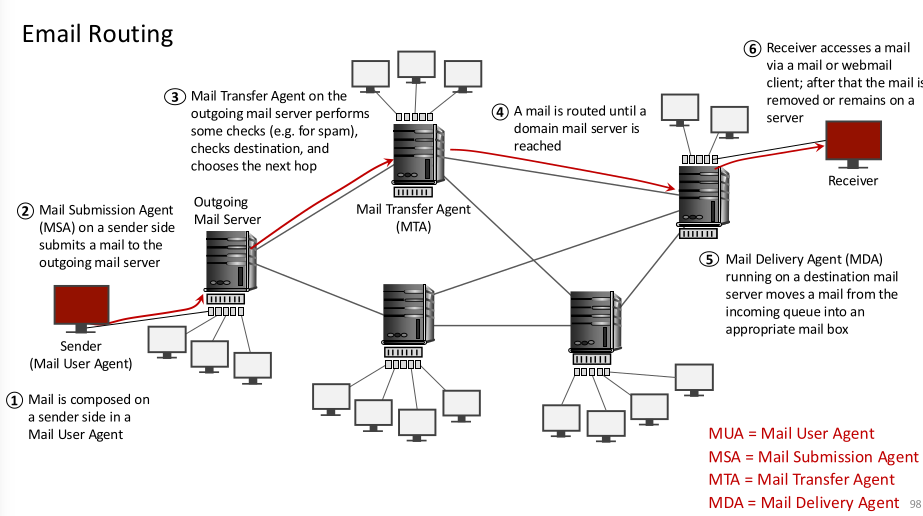 Email Routing
① Mail is composed on
a sender side in a
Mail User Agent
② Mail Submission Agent
(MSA) on a sender side
submits a mail to the
outgoing mail server
Sender
(Mail User Agent)
Outgoing
Mail Server
③ Mail Transfer Agent on the
outgoing mail server performs
some checks (e.g. for spam),
checks destination, and
chooses the next hop
Mail Transfer Agent
(MTA)
④ A mail is routed until a
domain mail server is
reached
⑤ Mail Delivery Agent (MDA)
running on a destination mail
server moves a mail from the
incoming queue into an
appropriate mail box
⑥ Receiver accesses a mail
via a mail or webmail
client; after that the mail is
removed or remains on a
server
Receiver
MUA = Mail User Agent
MSA = Mail Submission Agent
MTA = Mail Transfer Agent
MDA = Mail Delivery Agent
98